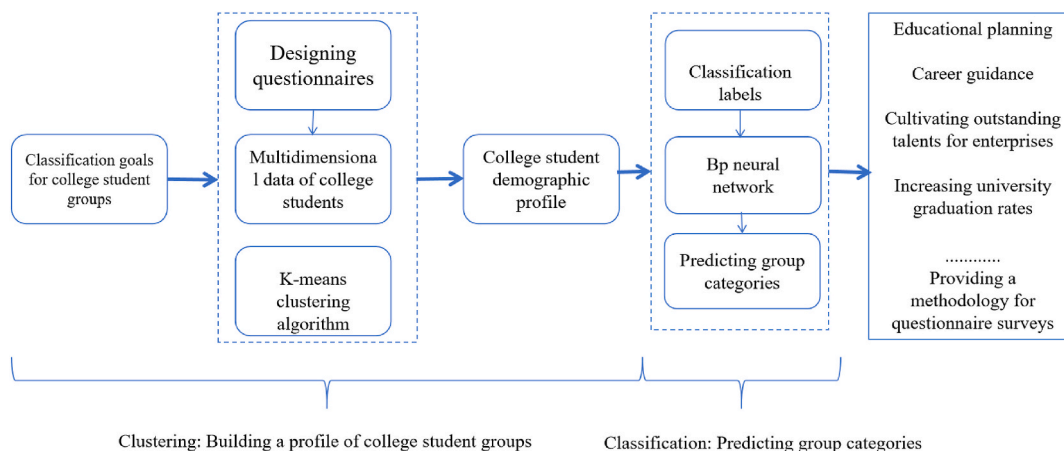 Classification goals
for college student
groups
Designing
questionnaires
Multidimensiona
l data of college
students
K-means
clustering
algorithm
College student
demographic
profile
Classification
labels
Bp neural
network
Predicting group
categories
Educational planning
Career guidance
Cultivating outstanding
talents for enterprises
Increasing university
graduation rates
............
Providing a
methodology for
questionnaire surveys
Clustering: Building a profile of college student groups
Classification: Predicting group categories